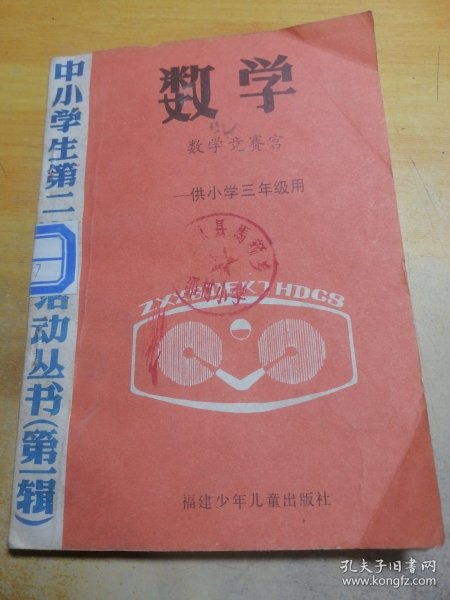 数学
数学竞赛宫
—供小学三年级用
ZXXSDEKTHDCS
福建少年儿童出版社
中小学生第二
活动丛书(第一辑)
7
孔夫子旧书网
www.kongfz.com